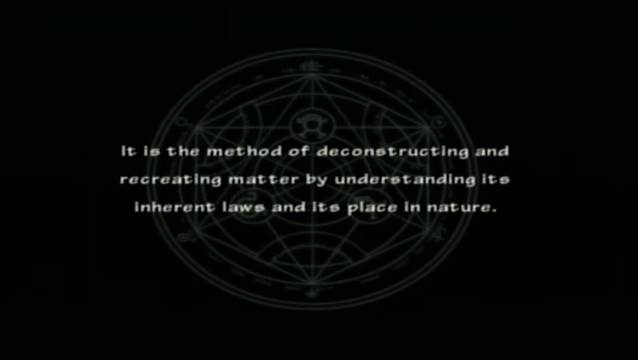 It is the method of deconstructing and
recreating matter by understanding its
inherent laws and its place in nature.